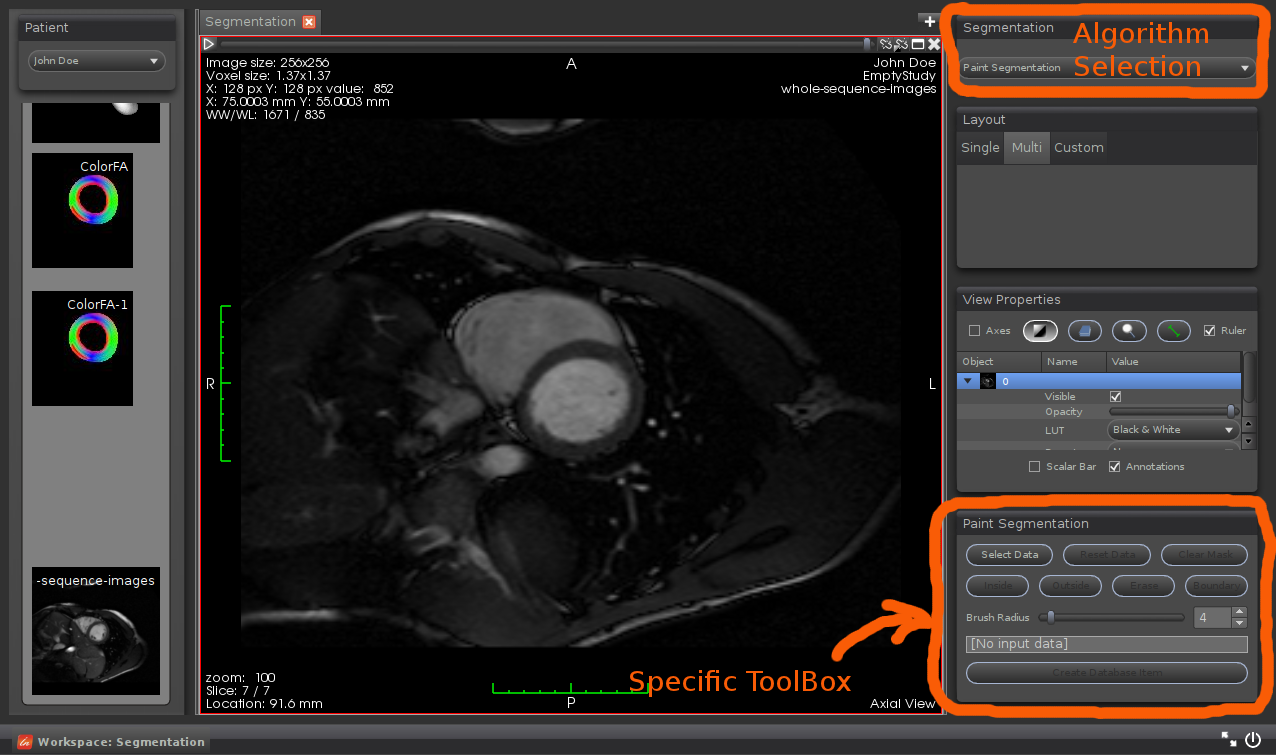 Patient
John Doe
ColorFA
ColorFA-1
-sequence-images
Segmentation
Image size: 256x256
Voxel size: 1.37x1.37
X: 128 px Y: 128 px value: 852
X: 75.0003 mm Y: 55.0003 mm
WW/WL: 1671 / 835
A
John Doe
EmptyStudy
whole-sequence-images
R
L
zoom: 100
Slice: 7 / 7
Location: 91.6 mm
P
Axial View
Specific ToolBox
Segmentation
Algorithm
Selection
Paint Segmentation
Layout
Single Multi Custom
View Properties
Axes Ruler
Object Name Value
0
Visible
Opacity
LUT Black & White
Scalar Bar Annotations
Paint Segmentation
Select Data Reset Data Clear Mask
Inside Outside Erase Boundary
Brush Radius 4
[No input data]
Create Database Item
Workspace: Segmentation